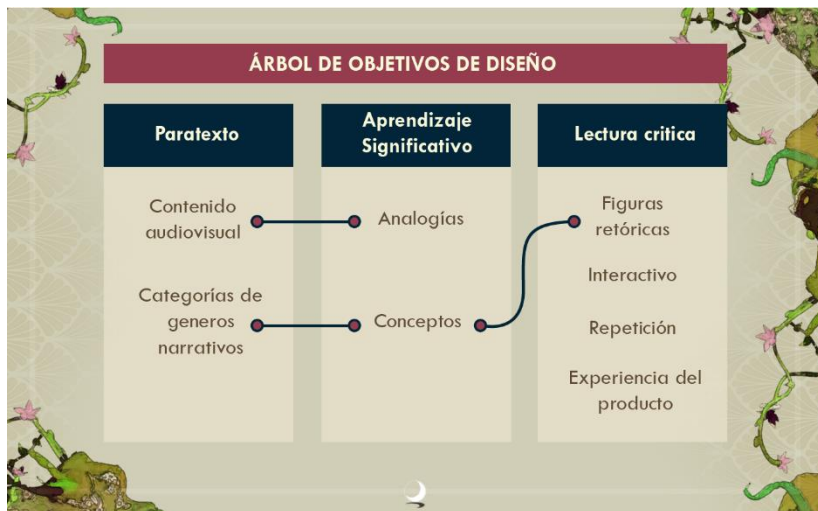 ÁRBOL DE OBJETIVOS DE DISEÑO
Paratexto
Contenido
audiovisual
Categorías de
generos
narrativos
Aprendizaje
Significativo
Analogías
Conceptos
Lectura critica
Figuras
retóricas
Interactivo
Repetición
Experiencia del
producto